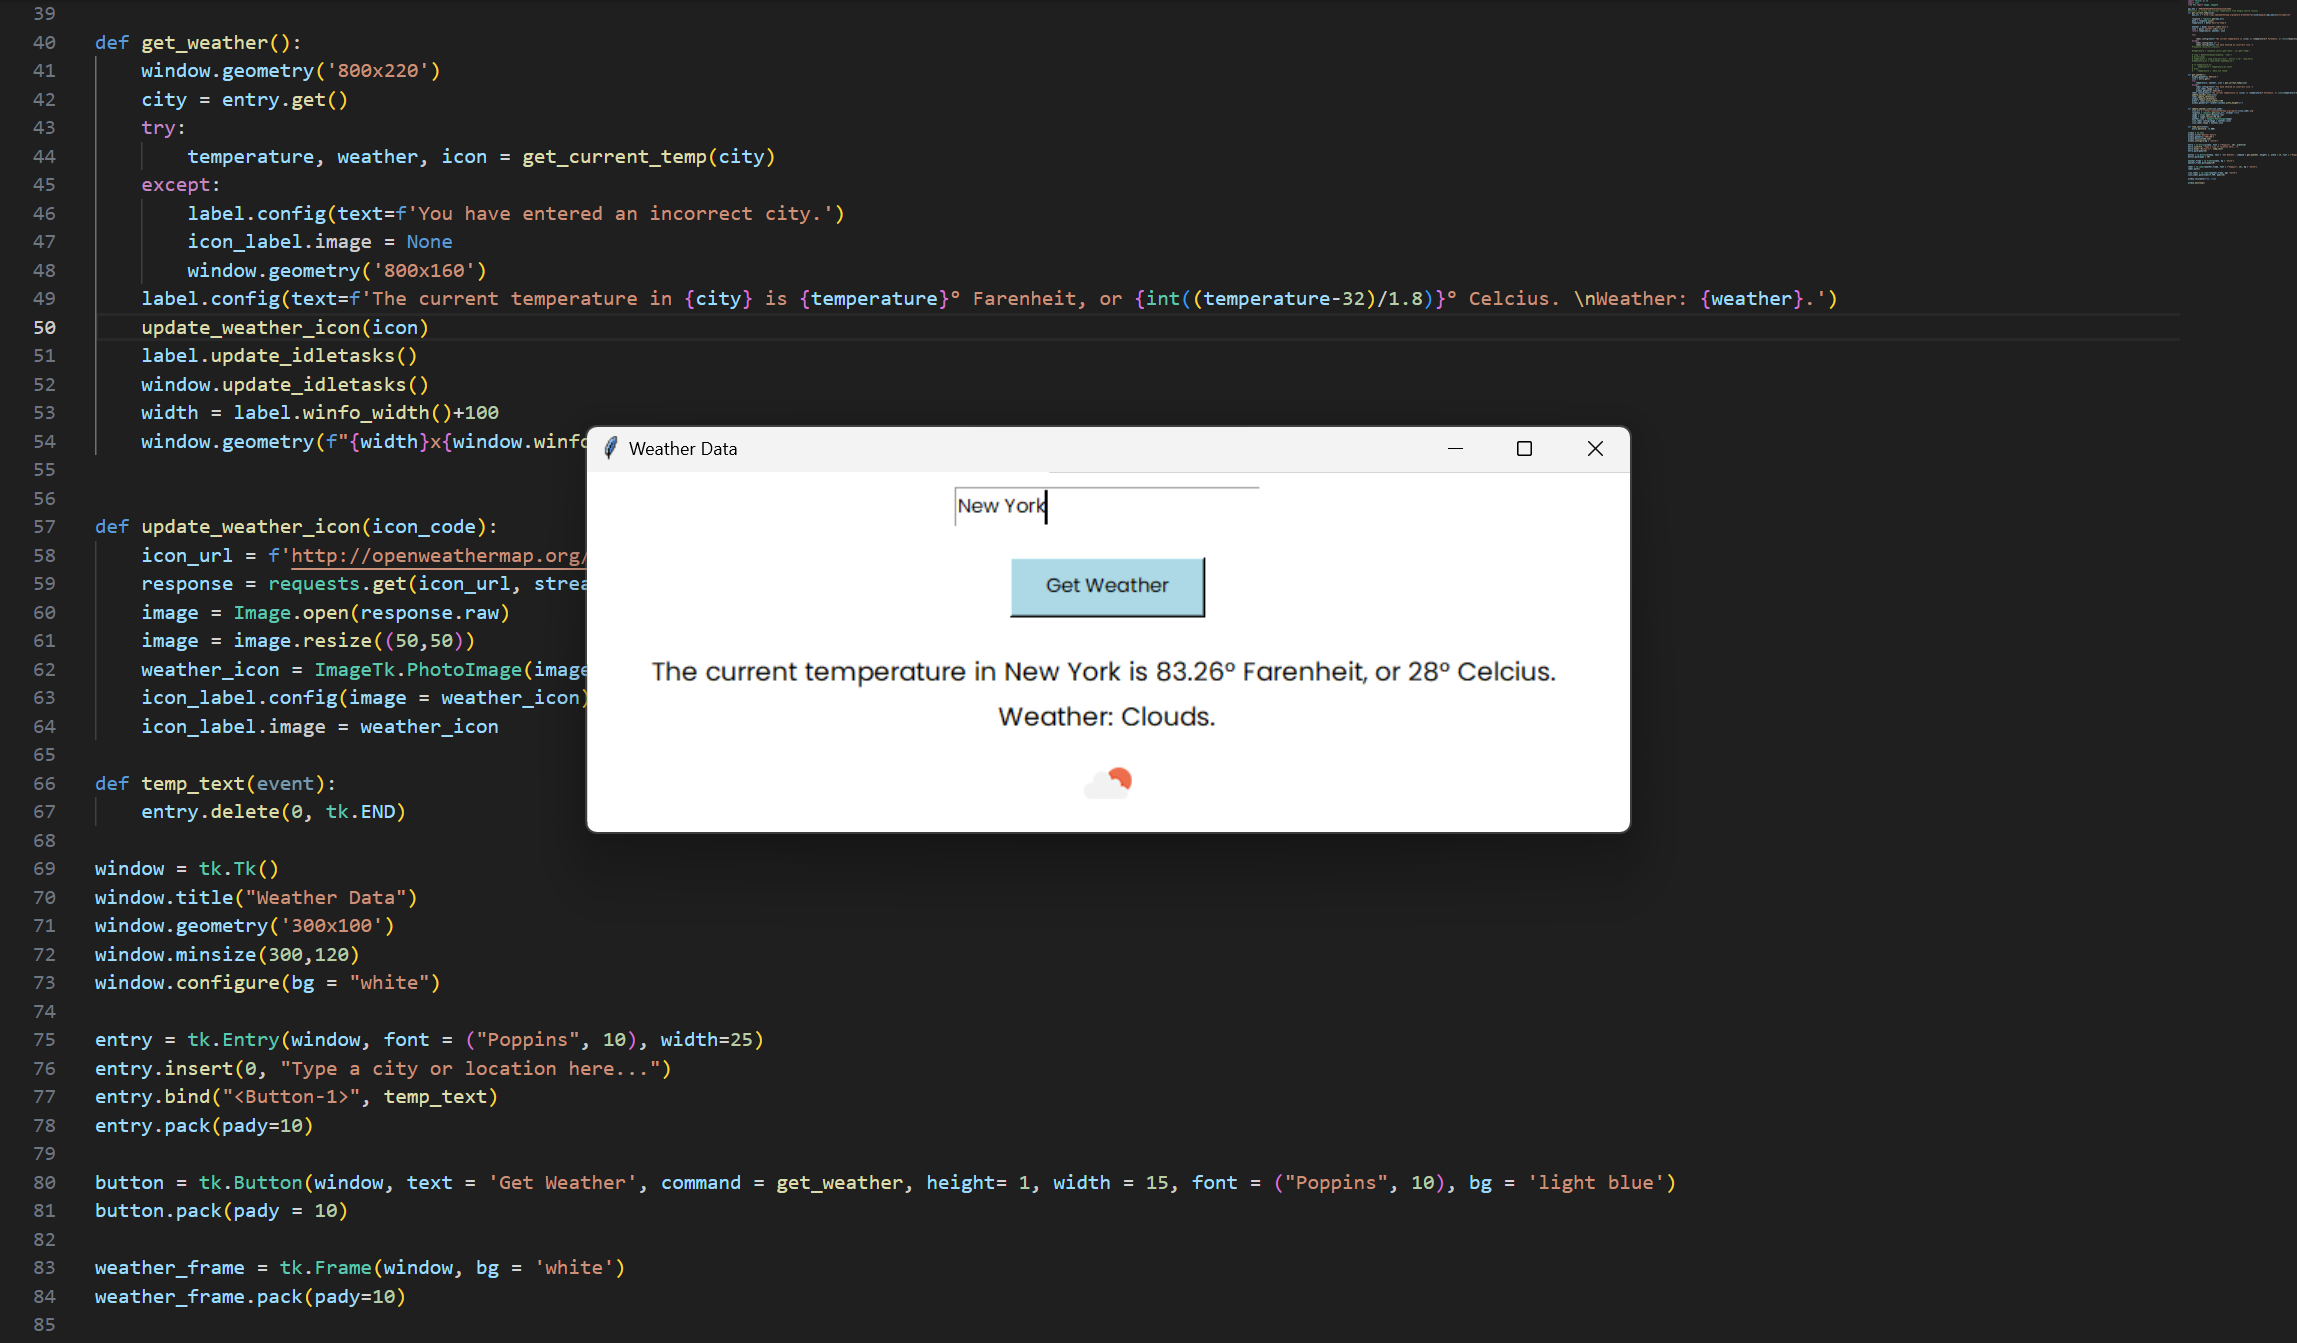 39
40 def get_weather():
41 window.geometry('800x220')
42 city = entry.get()
43 try:
44 temperature, weather, icon = get_current_temp(city)
45 except:
46 label.config(text=f'You have entered an incorrect city.')
47 icon_label.image = None
48 window.geometry('800x160')
49 label.config(text=f'The current temperature in {city} is {temperature}° Farenheit, or {int((temperature-32)/1.8)}° Celcius. \nWeather: {weather}.')
50 update_weather_icon(icon)
51 label.update_idletasks()
52 window.update_idletasks()
53 width = label.winfo_width()+100
54 window.geometry(f"{width}x{window.winfo
55
56
57 def update_weather_icon(icon_code):
58 icon_url = f'http://openweathermap.org/
59 response = requests.get(icon_url, strea
60 image = Image.open(response.raw)
61 image = image.resize((50,50))
62 weather_icon = ImageTk.PhotoImage(image
63 icon_label.config(image = weather_icon)
64 icon_label.image = weather_icon
65
66 def temp_text(event):
67 entry.delete(0, tk.END)
68
69 window = tk.Tk()
70 window.title("Weather Data")
71 window.geometry('300x100')
72 window.minsize(300,120)
73 window.configure(bg = "white")
74
75 entry = tk.Entry(window, font = ("Poppins", 10), width=25)
76 entry.insert(0, "Type a city or location here...")
77 entry.bind("<Button-1>", temp_text)
78 entry.pack(pady=10)
79
80 button = tk.Button(window, text = 'Get Weather', command = get_weather, height= 1, width = 15, font = ("Poppins", 10), bg = 'light blue')
81 button.pack(pady = 10)
82
83 weather_frame = tk.Frame(window, bg = 'white')
84 weather_frame.pack(pady=10)
85
Weather Data
New York
Get Weather
The current temperature in New York is 83.26° Farenheit, or 28° Celcius.
Weather: Clouds.